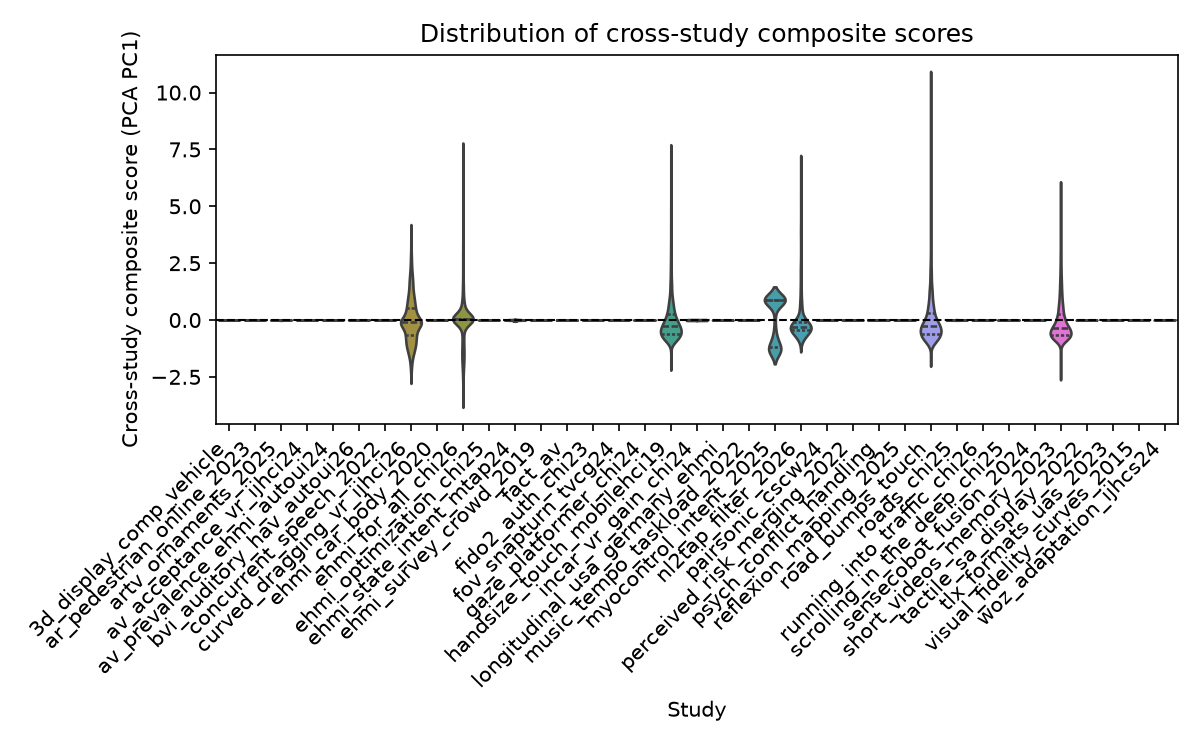 Distribution of cross-study composite scores
Cross-study composite score (PCA PC1)
10.0
7.5
5.0
2.5
0.0
−2.5
3d_display_comp_vehicle
ar_pedestrian_online_2023
artv_ornaments_2025
av_acceptance_vr_ijhci24
av_prevalence_ehmi_autoui24
bvi_auditory_hav_autoui26
concurrent_speech_2022
curved_dragging_vr_ijhci26
ehmi_car_body_2020
ehmi_for_all_chi26
ehmi_optimization_chi25
ehmi_state_intent_mtap24
ehmi_survey_crowd_2019
fact_av
fido2_auth_chi23
fov_snapturn_tvcg24
gaze_platformer_chi24
handsize_touch_mobilehci19
incar_vr_gain_chi24
longitudinal_usa_germany_ehmi
music_tempo_taskload_2022
myocontrol_intent_2025
nl2fap_filter_2026
pairsonic_cscw24
perceived_risk_merging_2022
psych_conflict_handling
reflexion_mapping_2025
road_bumps_touch
roads_chi25
running_into_traffic_chi26
scrolling_in_the_deep_chi25
sensecobot_fusion_2024
short_videos_memory_2023
tactile_sa_display_2022
tlx_formats_uas_2023
visual_fidelity_curves_2015
woz_adaptation_ijhcs24
Study